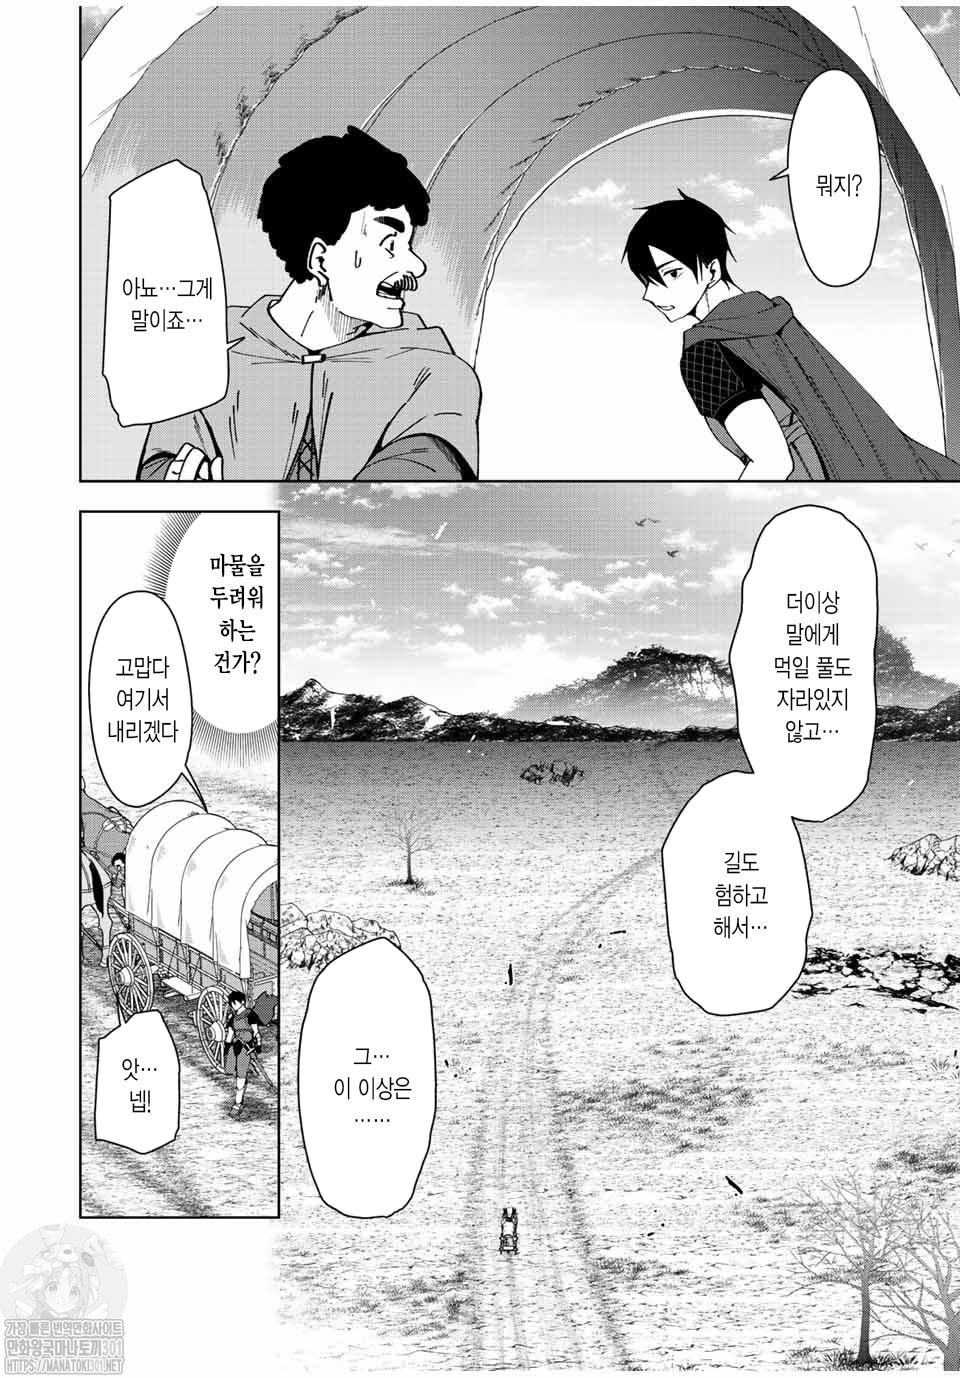 뭐지?
아뇨…그게
말이죠…
더이상
말에게
먹일 풀도
자라있지
않고…
길도
험하고
해서…
그…
이 이상은
……
마물을
두려워
하는
건가?
고맙다
여기서
내리겠다
앗…
넵!
가장 빠른 번역만화사이트
만화왕국마나토끼301
HTTPS://MANATOKI301.NET